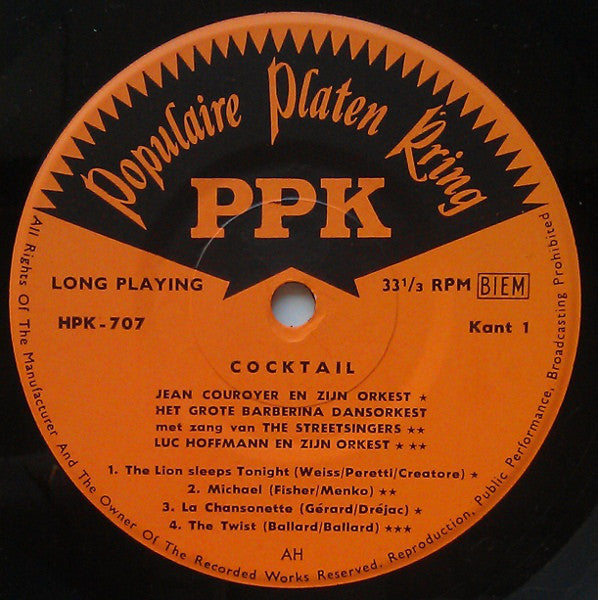 Populaire Platen Kring
PPK
LONG PLAYING
33 1/3 RPM BIEM
HPK-707
Kant 1
COCKTAIL
JEAN COUROYER EN ZIJN ORKEST ★
HET GROTE BARBERINA DANSORKEST
met zang van THE STREETSINGERS ★★
LUC HOFFMANN EN ZIJN ORKEST ★ ★★
1. The Lion sleeps Tonight (Weiss/Peretti/Creatore) ★
2. Michael (Fisher/Menko) ★★
3. La Chansonette (Gérard/Dréjac) ★
4. The Twist (Ballard/Ballard) ★★★
AH
All Rights Of The Manufacturer And The Owner Of The Recorded Works Reserved. Reproduction, Public Performance, Broadcasting Prohibited